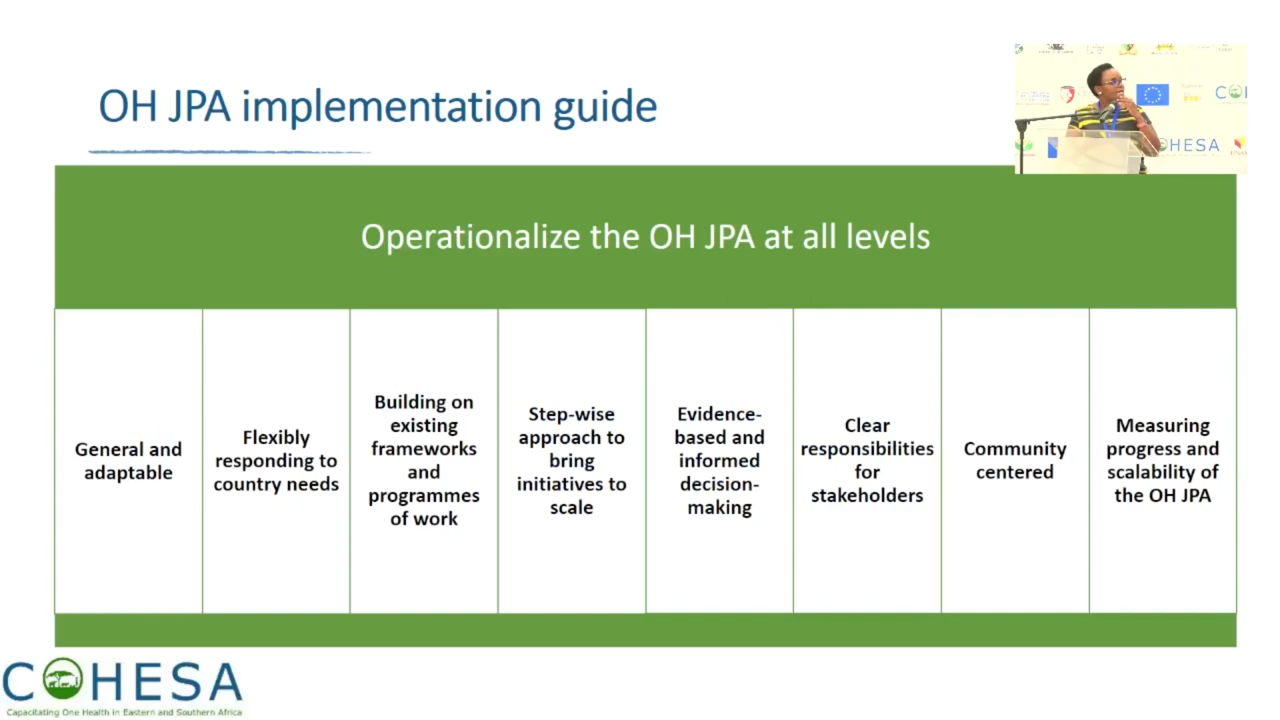 OH JPA implementation guide
Operationalize the OH JPA at all levels
General and
adaptable
Flexibly
responding to
country needs
Building on
existing
frameworks
and
programmes
of work
Step-wise
approach to
bring
initiatives to
scale
Evidence-
based and
informed
decision-
making
Clear
responsibilities
for
stakeholders
Community
centered
Measuring
progress and
scalability of
the OH JPA
HESA
COHESA
Capacitating One Health in Eastern and Southern Africa